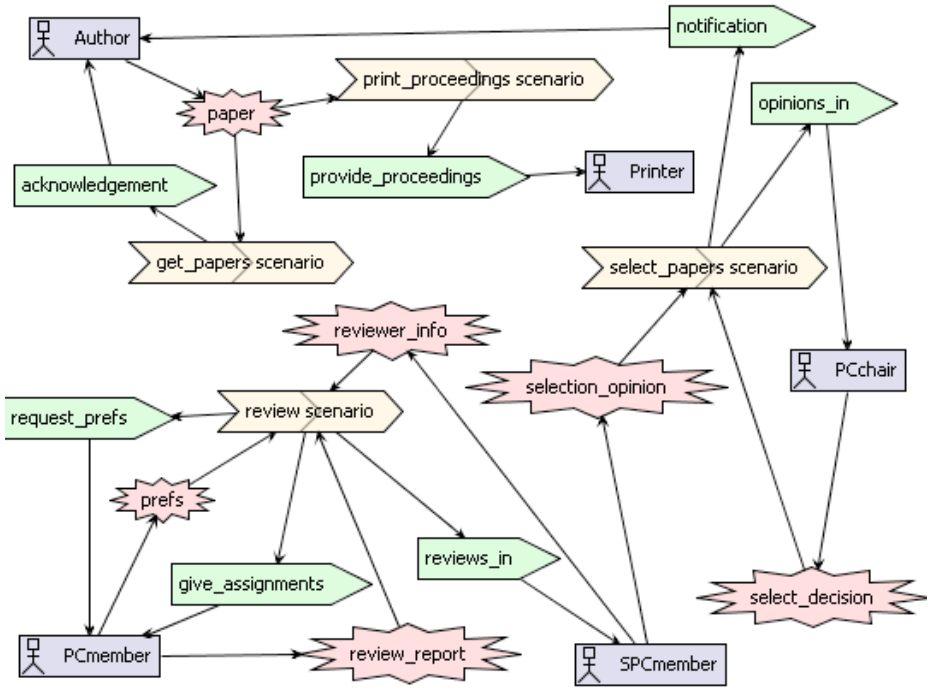 notification
Author
print_proceedings scenario
opinions_in
paper
provide_proceedings
Printer
acknowledgement
get_papers scenario
select_papers scenario
reviewer_info
selection_opinion
PCchair
request_prefs
review scenario
prefs
reviews_in
give_assignments
select_decision
PCmember
review_report
SPCmember